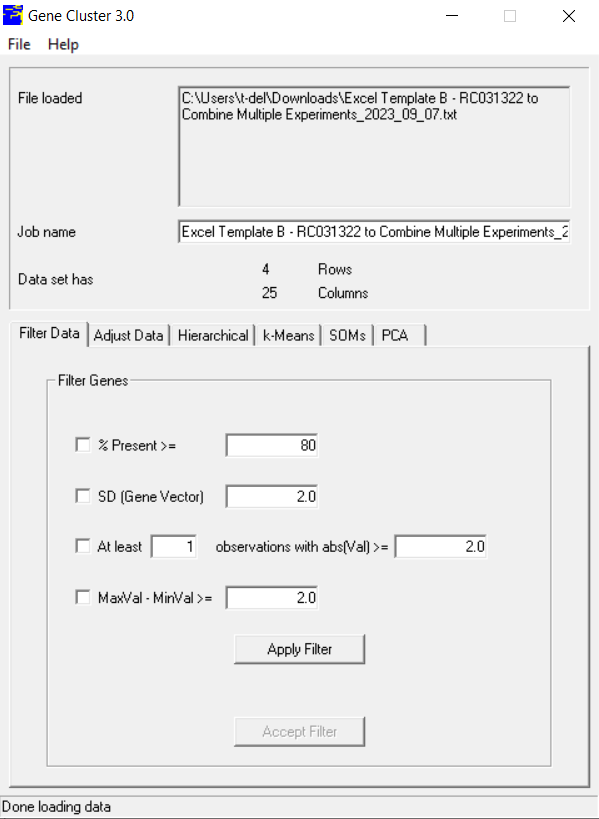 Gene Cluster 3.0
File Help
File loaded
C:\Users\t-del\Downloads\Excel Template B - RC031322 to
Combine Multiple Experiments_2023_09_07.txt
Job name
Excel Template B - RC031322 to Combine Multiple Experiments_2
Data set has
4 Rows
25 Columns
Filter Data Adjust Data Hierarchical k-Means SOMs PCA
Filter Genes
% Present >= 80
SD (Gene Vector) 2.0
At least 1 observations with abs(Val) >= 2.0
MaxVal - MinVal >= 2.0
Apply Filter
Accept Filter
Done loading data